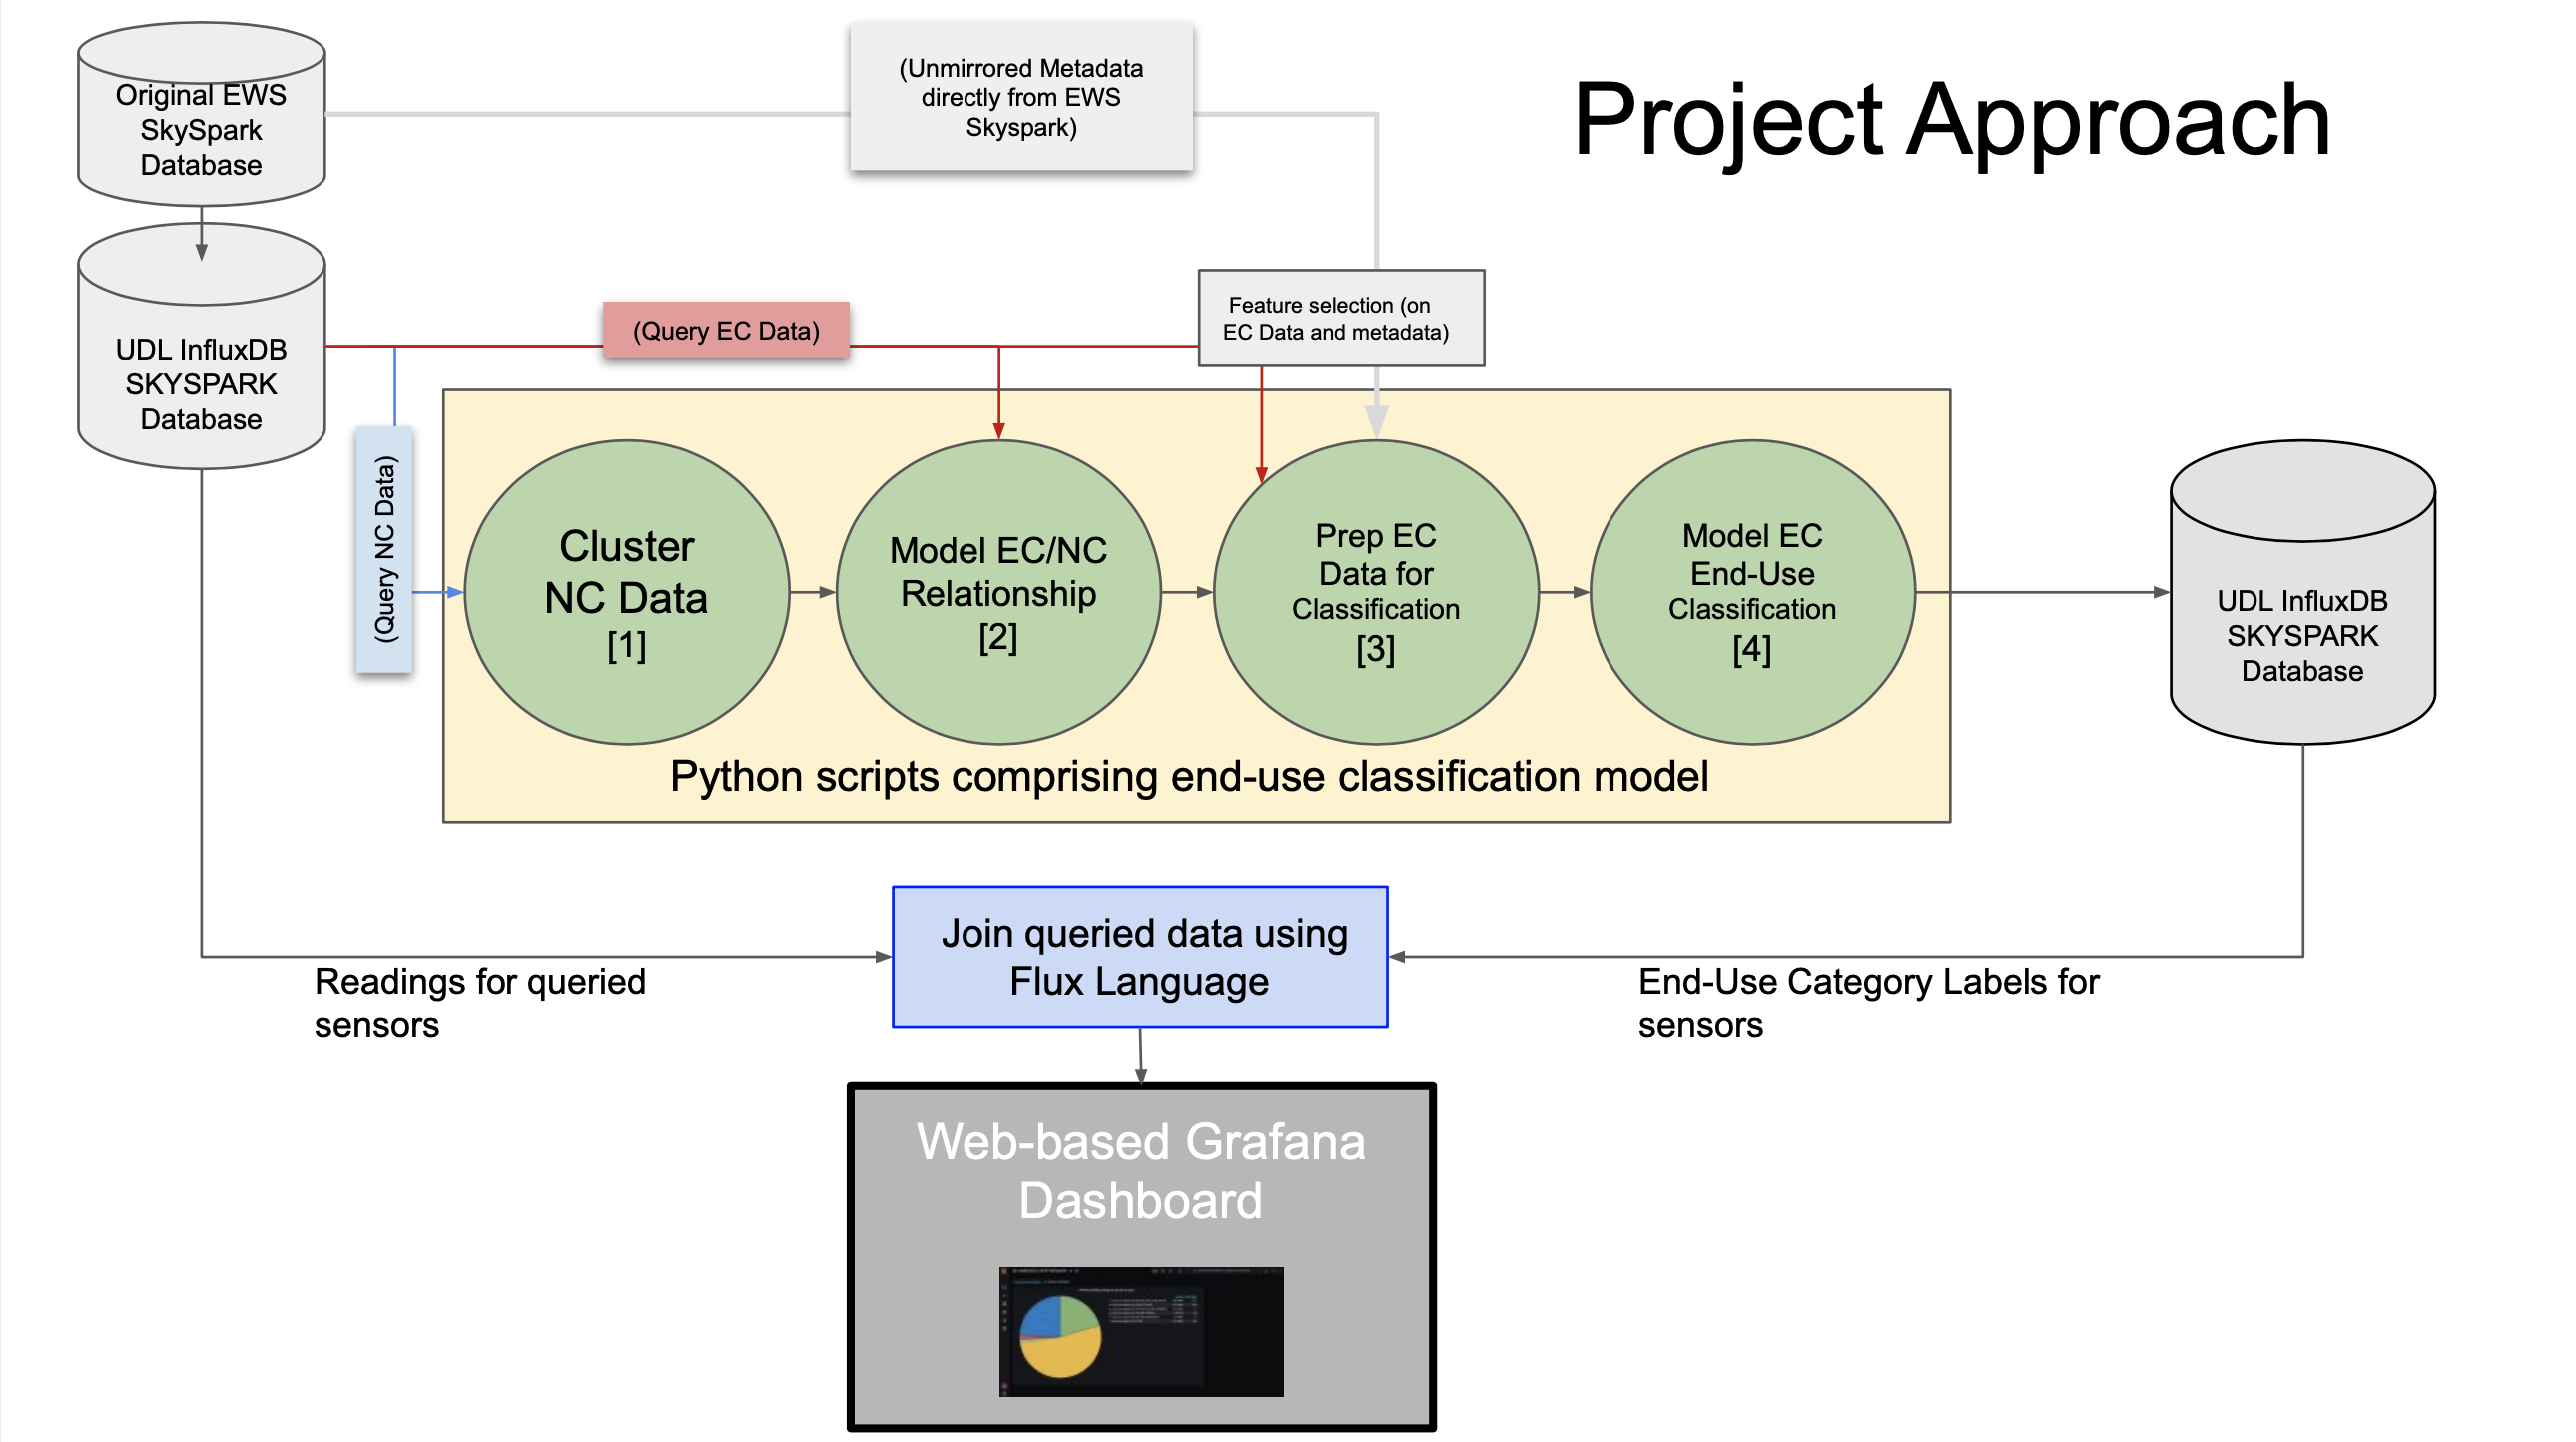 Project Approach
Original EWS
SkySpark
Database
(Unmirrored Metadata
directly from EWS
Skyspark)
UDL InfluxDB
SKYSPARK
Database
(Query EC Data)
Feature selection (on
EC Data and metadata)
(Query NC Data)
Cluster
NC Data
[1]
Model EC/NC
Relationship
[2]
Prep EC
Data for
Classification
[3]
Model EC
End-Use
Classification
[4]
Python scripts comprising end-use classification model
UDL InfluxDB
SKYSPARK
Database
Readings for queried
sensors
Join queried data using
Flux Language
End-Use Category Labels for
sensors
Web-based Grafana
Dashboard